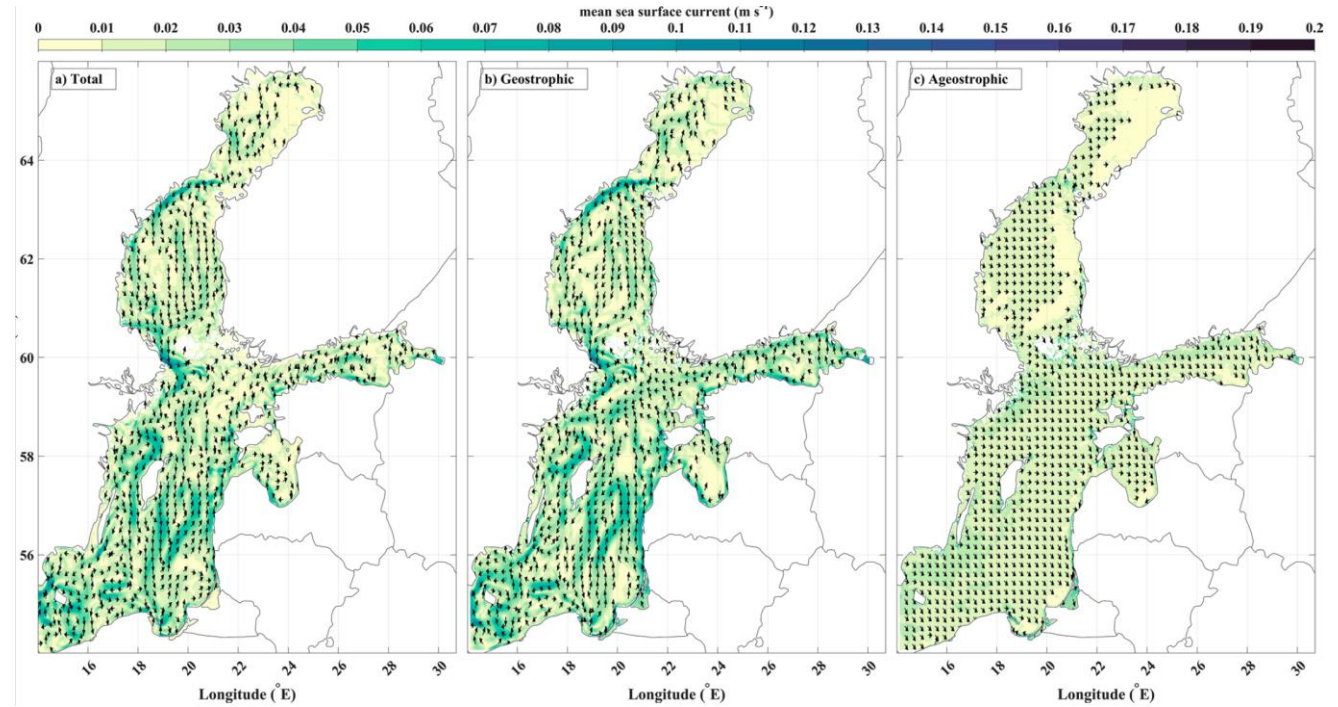 mean sea surface current (m s⁻¹)
0 0.01 0.02 0.03 0.04 0.05 0.06 0.07 0.08 0.09 0.1 0.11 0.12 0.13 0.14 0.15 0.16 0.17 0.18 0.19 0.2
a) Total b) Geostrophic c) Ageostrophic
64
62
60
58
56
16 18 20 22 24 26 28 30 16 18 20 22 24 26 28 30 16 18 20 22 24 26 28 30
Longitude (°E) Longitude (°E) Longitude (°E)